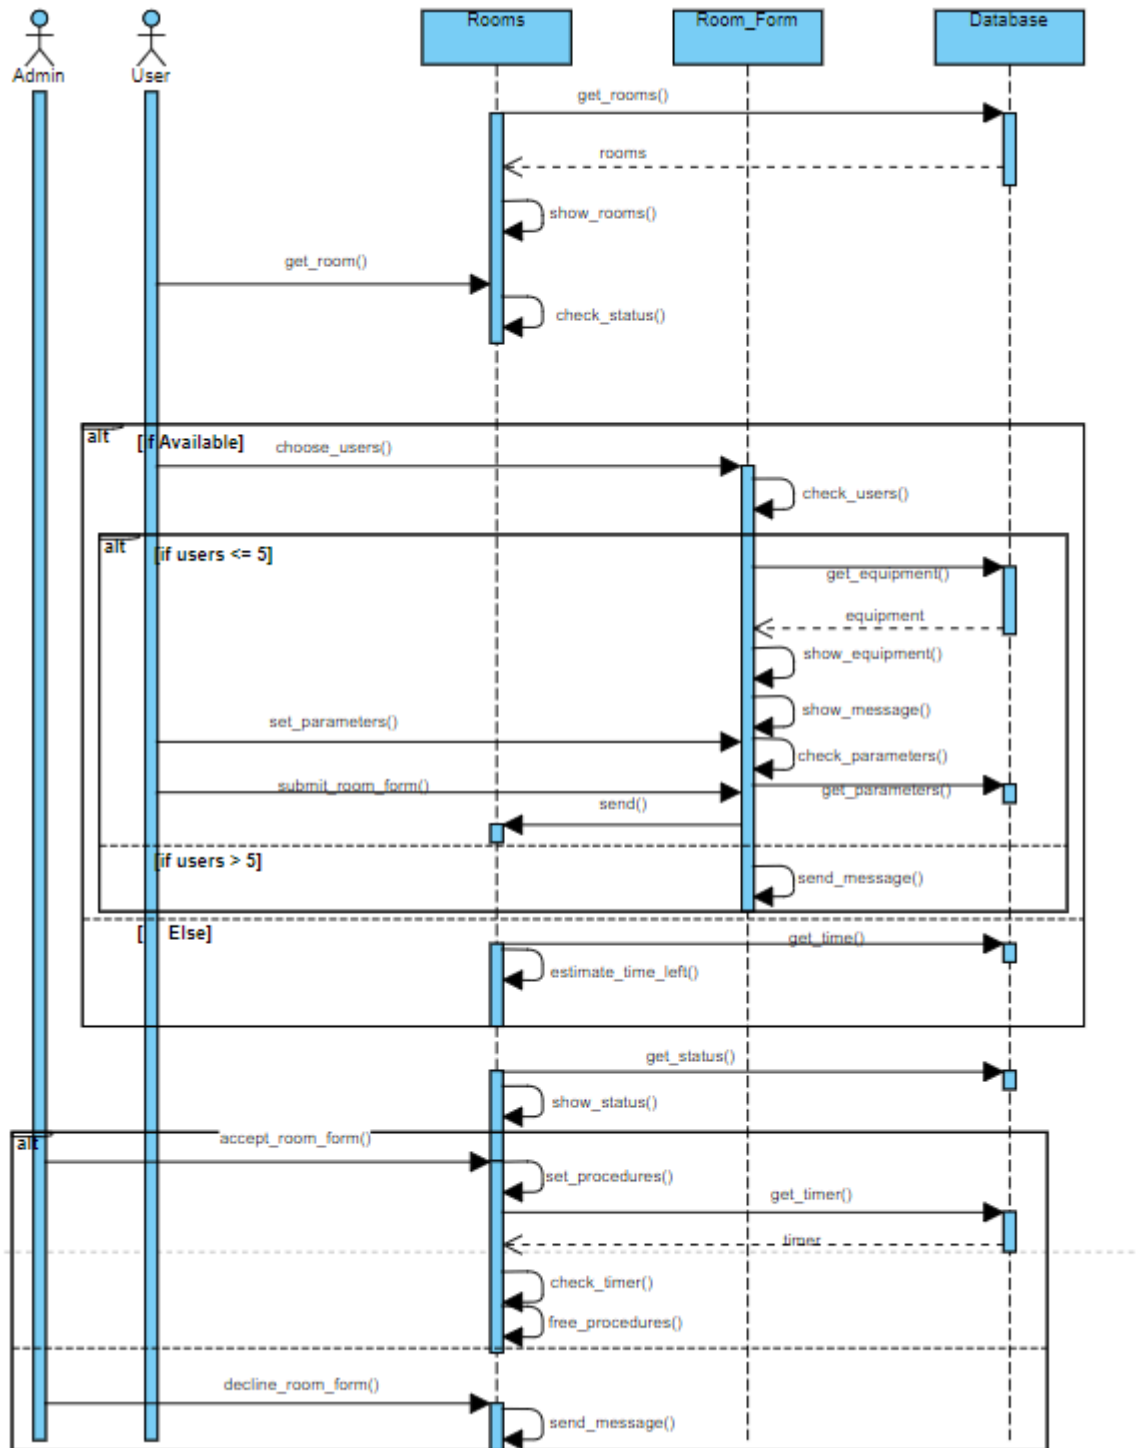 Admin
User
Rooms
Room_Form
Database
get_rooms()
rooms
show_rooms()
get_room()
check_status()
alt
[if Available]
choose_users()
check_users()
alt
[if users <= 5]
get_equipment()
equipment
show_equipment()
show_message()
set_parameters()
check_parameters()
submit_room_form()
get_parameters()
send()
[if users > 5]
send_message()
[ Else]
get_time()
estimate_time_left()
get_status()
show_status()
alt
accept_room_form()
set_procedures()
get_timer()
timer
check_timer()
free_procedures()
decline_room_form()
send_message()